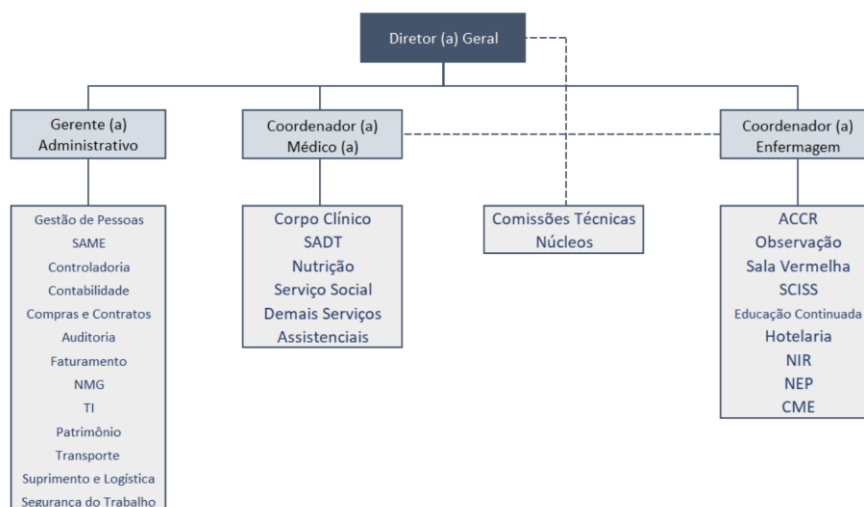 Diretor (a) Geral
Gerente (a)
Administrativo
Coordenador (a)
Médico (a)
Coordenador (a)
Enfermagem
Gestão de Pessoas
SAME
Controladoria
Contabilidade
Compras e Contratos
Auditoria
Faturamento
NMG
TI
Patrimônio
Transporte
Suprimento e Logística
Segurança do Trabalho
Corpo Clínico
SADT
Nutrição
Serviço Social
Demais Serviços
Assistenciais
Comissões Técnicas
Núcleos
ACCR
Observação
Sala Vermelha
SCISS
Educação Continuada
Hotelaria
NIR
NEP
CME